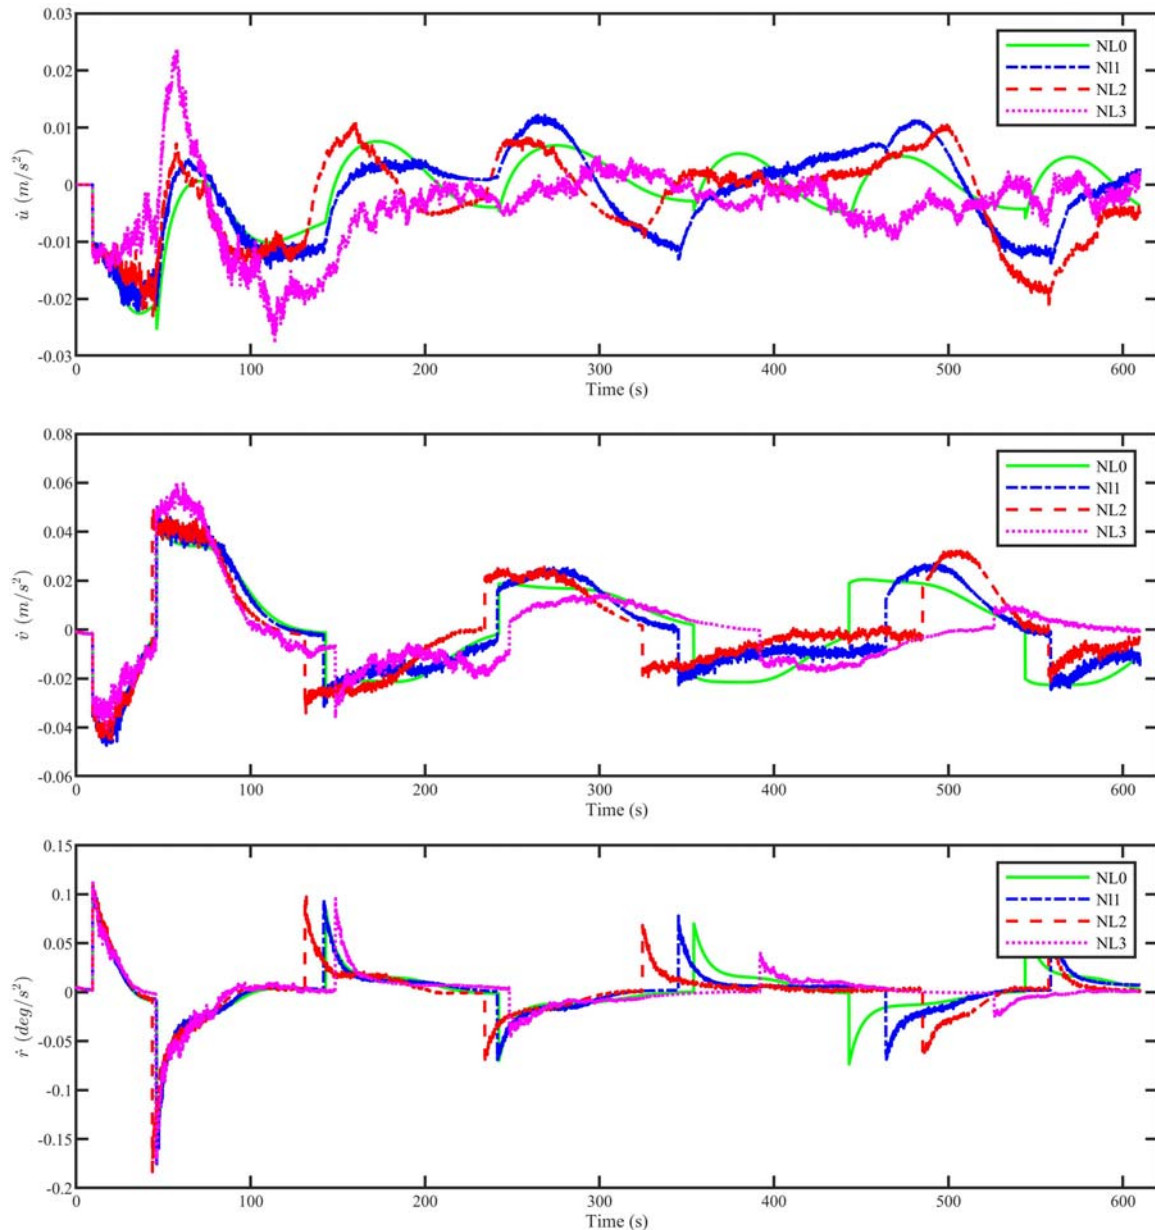 0.03
0.02
0.01
0
-0.01
-0.02
-0.03
u̇ (m/s²)
NL0
Nl1
NL2
NL3
0 100 200 300 400 500 600
Time (s)
0.08
0.06
0.04
0.02
0
-0.02
-0.04
-0.06
v̇ (m/s²)
NL0
Nl1
NL2
NL3
0 100 200 300 400 500 600
Time (s)
0.15
0.1
0.05
0
-0.05
-0.1
-0.15
-0.2
ṙ (deg/s²)
NL0
Nl1
NL2
NL3
0 100 200 300 400 500 600
Time (s)